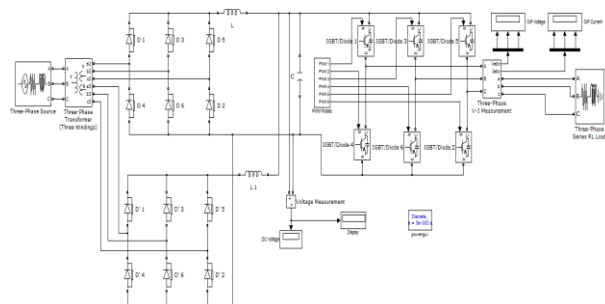 L
O/P Voltage
O/P Current
D 1
D 3
D 5
IGBT/Diode 1
IGBT/Diode 3
IGBT/Diode 5
Three-Phase Source
Three-Phase
Transformer
(Three Windings)
C
PWM Pulses
D 4
D 6
D 2
IGBT/Diode 4
IGBT/Diode 6
IGBT/Diode 2
Three-Phase
V-I Measurement
Three-Phase
Series RL Load
L 1
Voltage Measurement
Display
DC Voltage
Discrete,
powergui
D' 1
D' 3
D' 5
D' 4
D' 6
D' 2